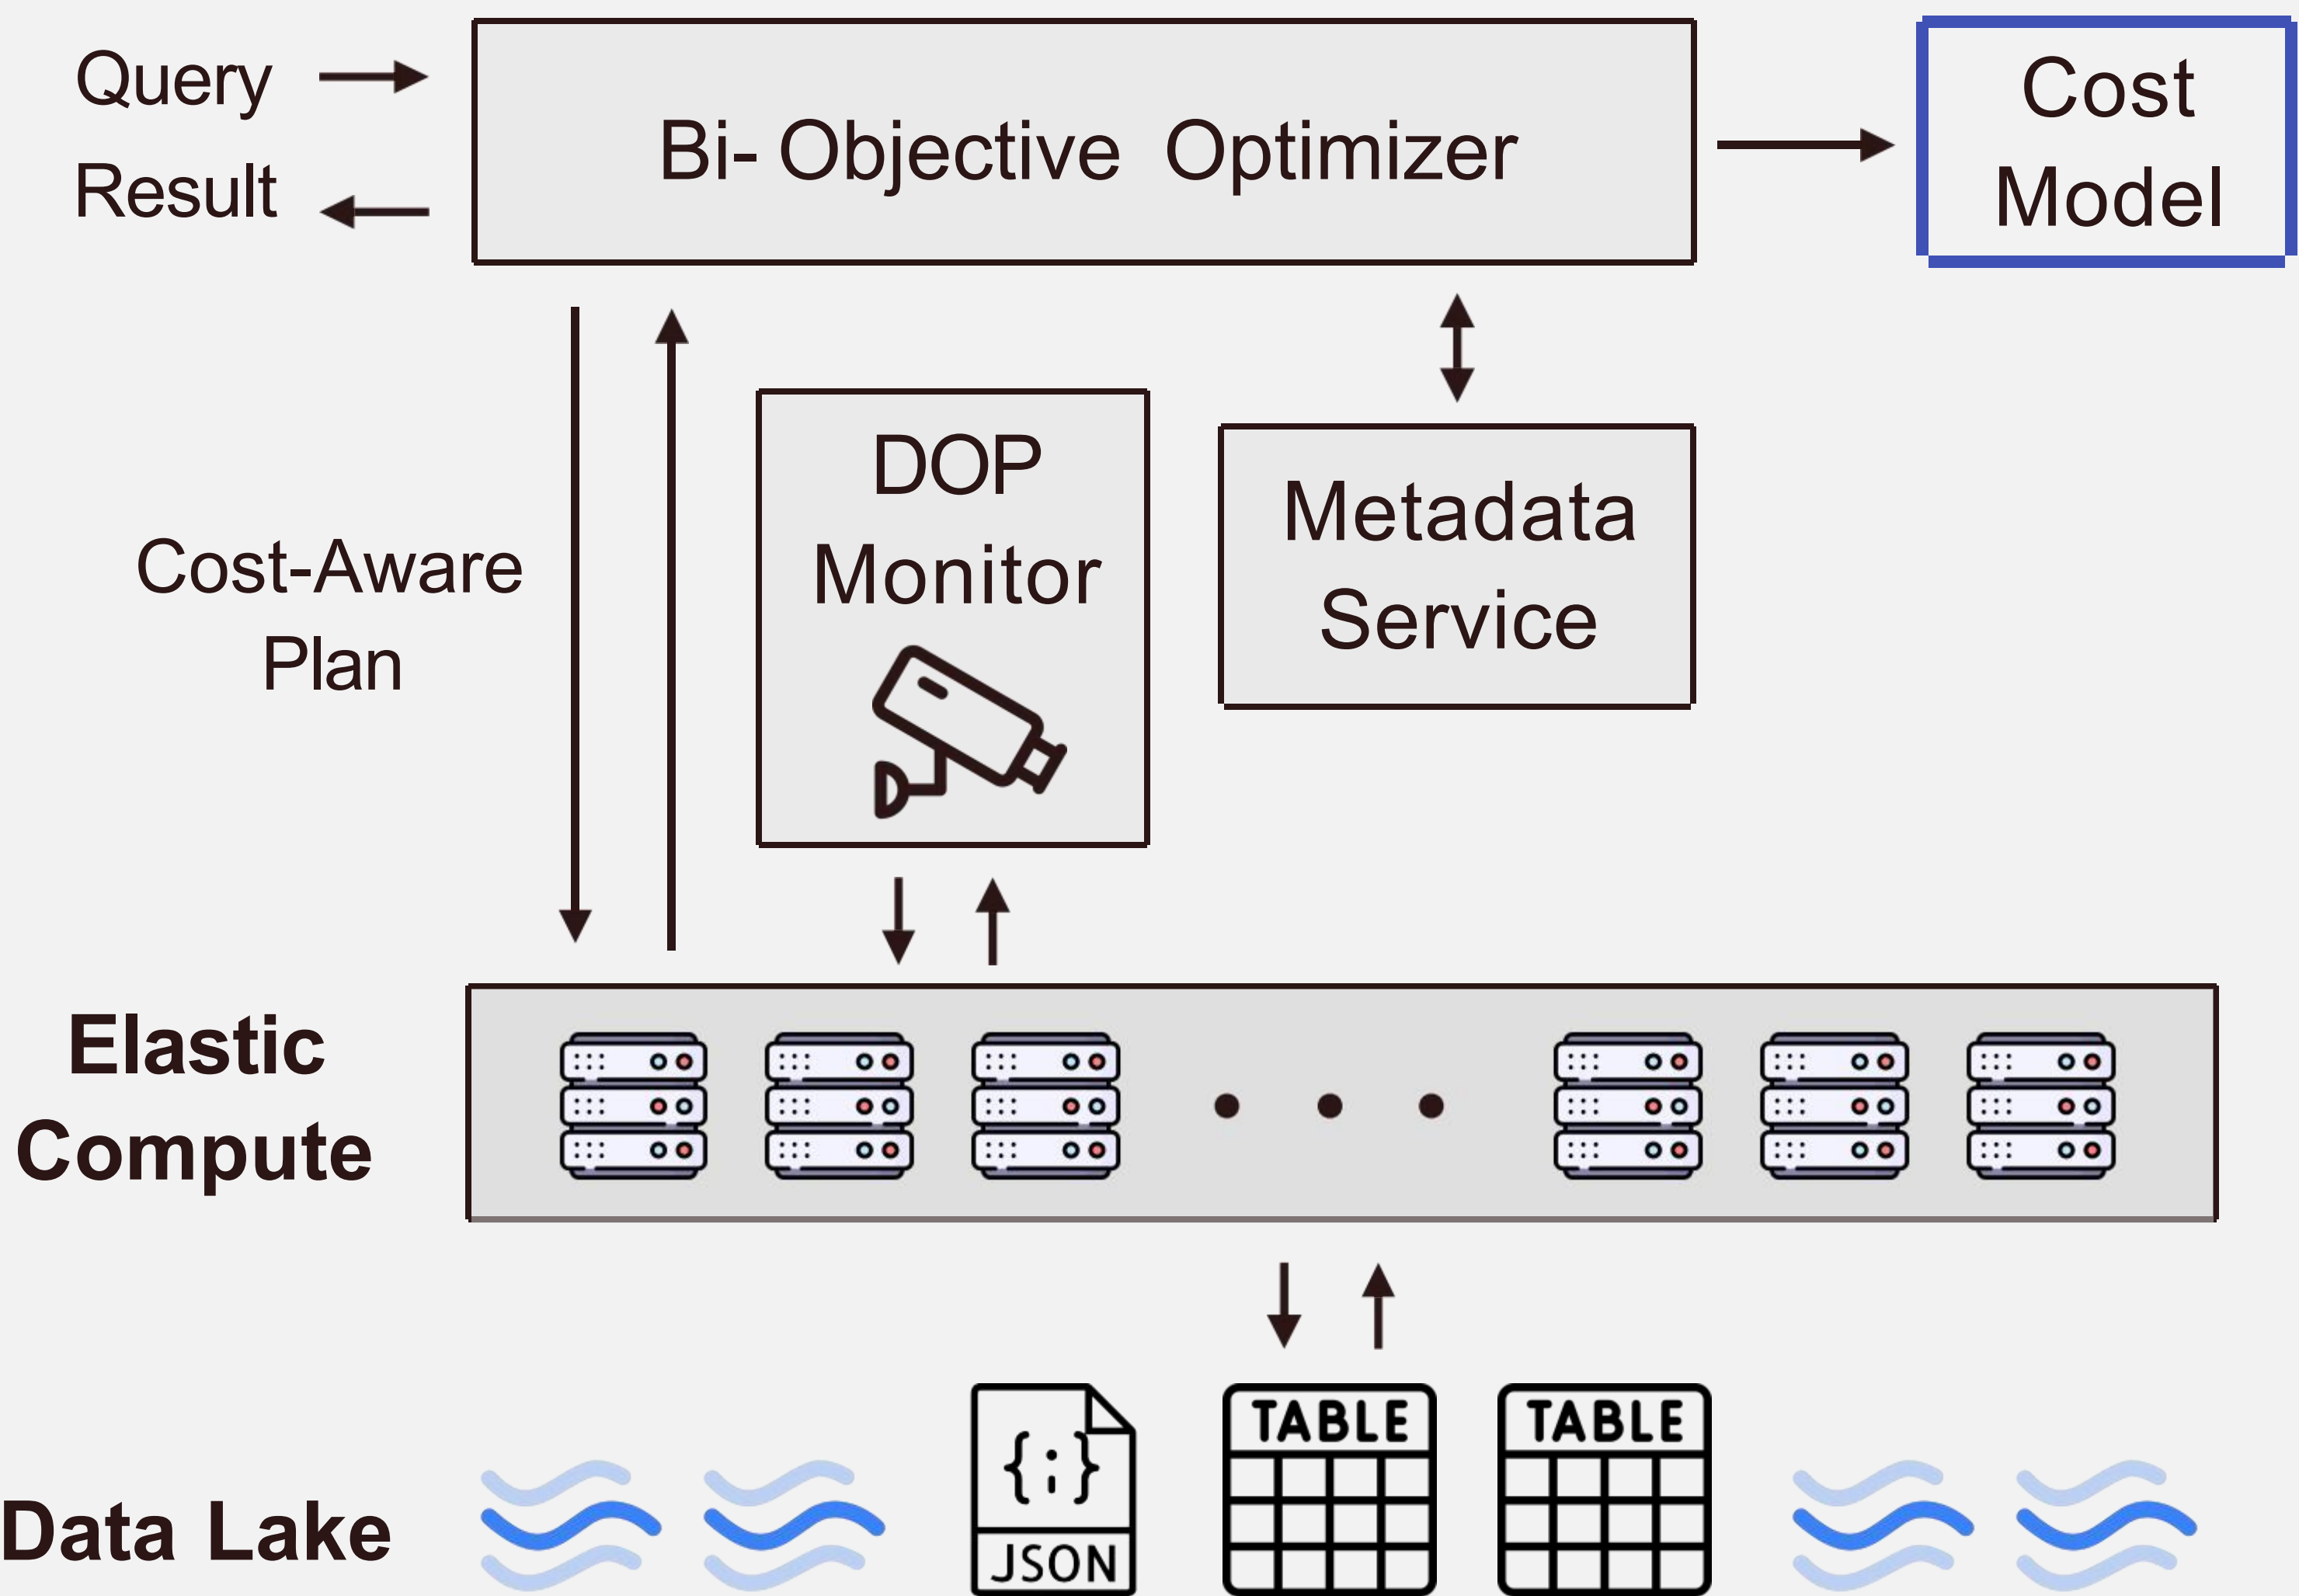 Query
Result
Bi- Objective Optimizer
Cost
Model
DOP
Monitor
Metadata
Service
Cost-Aware
Plan
Elastic
Compute
{;}
JSON
TABLE
TABLE
Data Lake